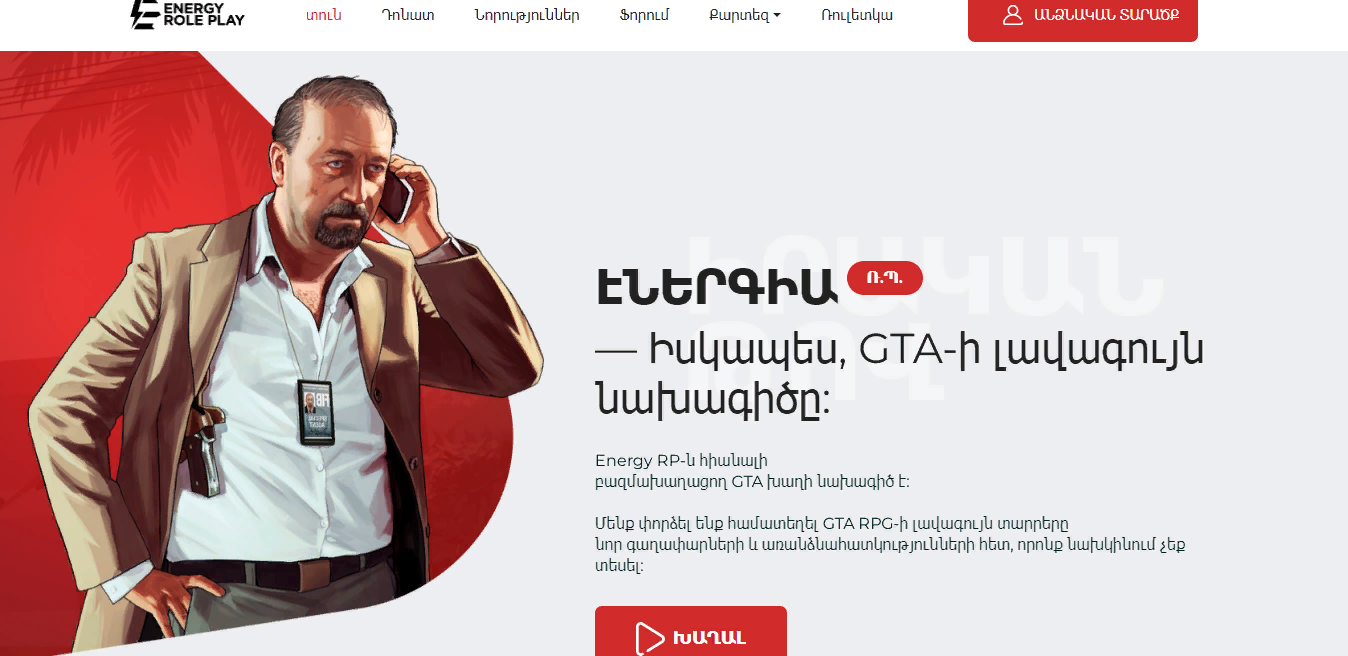 ENERGY
ROLE PLAY
տուն Դոնատ Նորություններ Ֆորում Քարտեզ Ռուլետկա ԱՆՁՆԱԿԱՆ ՏԱՐԱԾՔ
ԻՐԱԿԱՆ
ԷՆԵՐԳԻԱ Ռ.Պ.
— Իսկապես, GTA-ի լավագույն
նախագիծը:
Energy RP-ն հիանալի
բազմախաղացող GTA խաղի նախագիծ է:
Մենք փորձել ենք համատեղել GTA RPG-ի լավագույն տարրերը
նոր գաղափարների և առանձնահատկությունների հետ, որոնք նախկինում չեք
տեսել:
ԽԱՂԱԼ
FIB